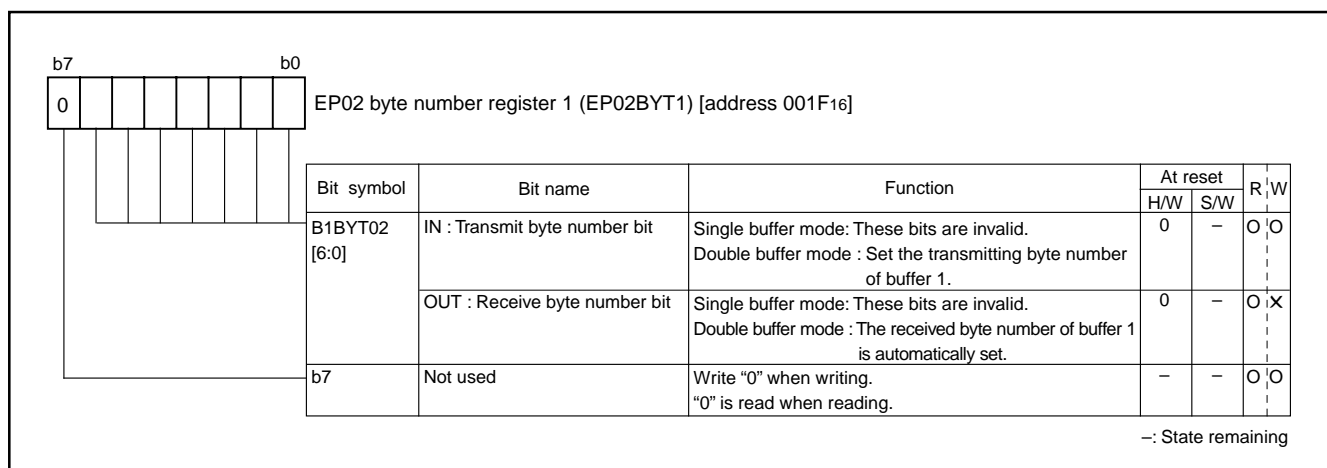 b7 b0
0
EP02 byte number register 1 (EP02BYT1) [address 001F16]
Bit symbol Bit name Function At reset R W
H/W S/W
B1BYT02 IN : Transmit byte number bit Single buffer mode: These bits are invalid. 0 – O O
[6:0] Double buffer mode : Set the transmitting byte number
of buffer 1.
OUT : Receive byte number bit Single buffer mode: These bits are invalid. 0 – O ×
Double buffer mode : The received byte number of buffer 1
is automatically set.
b7 Not used Write “0” when writing. – – O O
“0” is read when reading.
–: State remaining